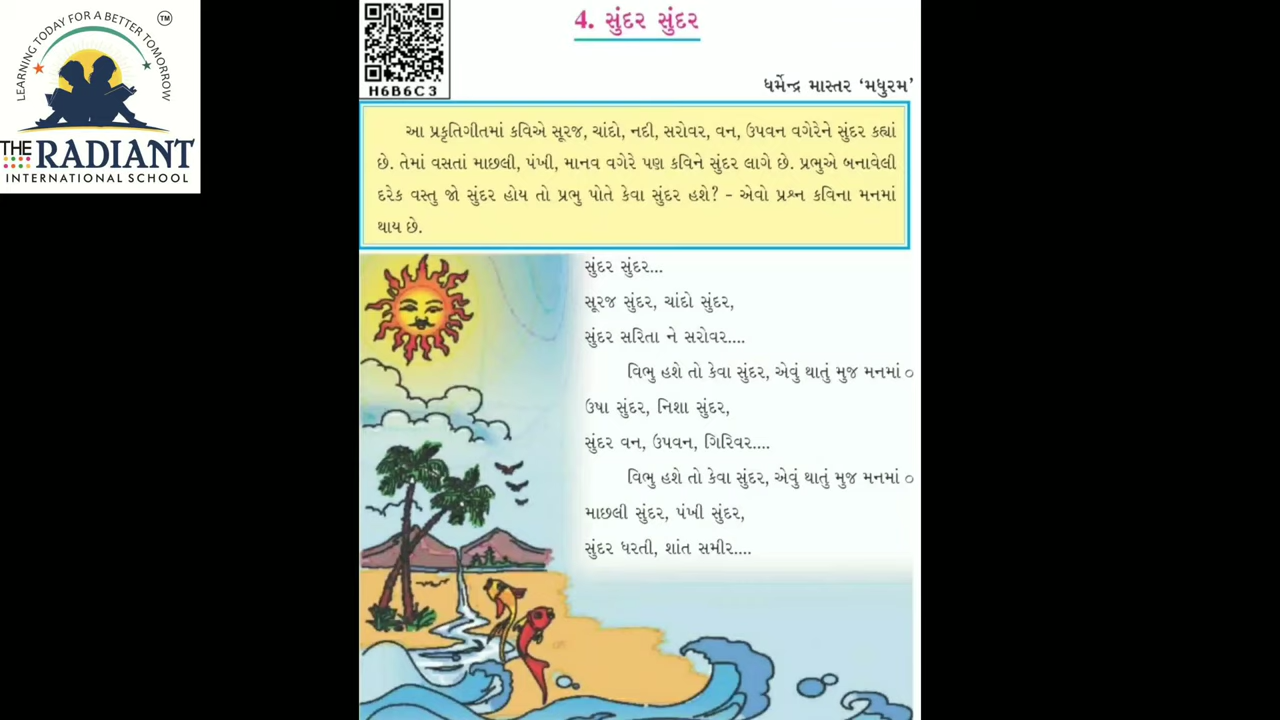 LEARNING TODAY FOR A BETTER TOMORROW
TM
THE RADIANT
INTERNATIONAL SCHOOL
H6B6C3
4. સુંદર સુંદર
ધર્મેન્દ્ર માસ્તર ‘મધુરમ’
આ પ્રકૃતિગીતમાં કવિએ સૂરજ, ચાંદો, નદી, સરોવર, વન, ઉપવન વગેરેને સુંદર કહ્યાં
છે. તેમાં વસતાં માછલી, પંખી, માનવ વગેરે પણ કવિને સુંદર લાગે છે. પ્રભુએ બનાવેલી
દરેક વસ્તુ જો સુંદર હોય તો પ્રભુ પોતે કેવા સુંદર હશે? - એવો પ્રશ્ન કવિના મનમાં
થાય છે.
સુંદર સુંદર...
સૂરજ સુંદર, ચાંદો સુંદર,
સુંદર સરિતા ને સરોવર....
વિભુ હશે તો કેવા સુંદર, એવું થાતું મુજ મનમાં ૦
ઉષા સુંદર, નિશા સુંદર,
સુંદર વન, ઉપવન, ગિરિવર....
વિભુ હશે તો કેવા સુંદર, એવું થાતું મુજ મનમાં ૦
માછલી સુંદર, પંખી સુંદર,
સુંદર ધરતી, શાંત સમીર....